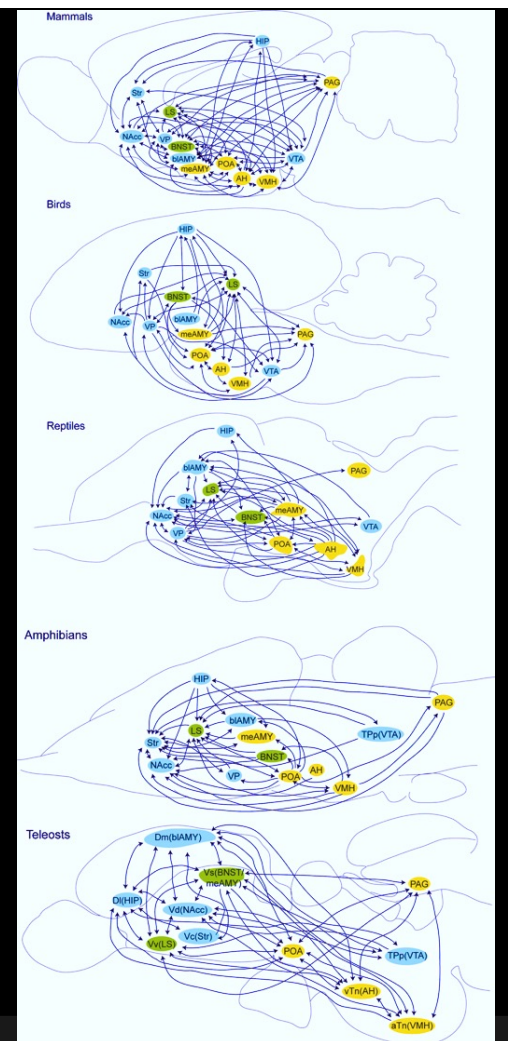 Mammals
HIP
PAG
Str
LS
NAcc
VP
BNST
blAMY
meAMY
POA
VTA
AH
VMH
Birds
HIP
Str
LS
BNST
NAcc
VP
blAMY
meAMY
PAG
POA
AH
VTA
VMH
Reptiles
HIP
blAMY
PAG
LS
Str
meAMY
NAcc
BNST
VTA
VP
POA
AH
VMH
Amphibians
HIP
PAG
blAMY
LS
meAMY
TPp(VTA)
Str
BNST
NAcc
VP
POA
AH
VMH
Teleosts
Dm(blAMY)
Vs(BNST/
meAMY)
PAG
Dl(HIP)
Vd(NAcc)
Vc(Str)
Vv(LS)
POA
TPp(VTA)
vTn(AH)
aTn(VMH)